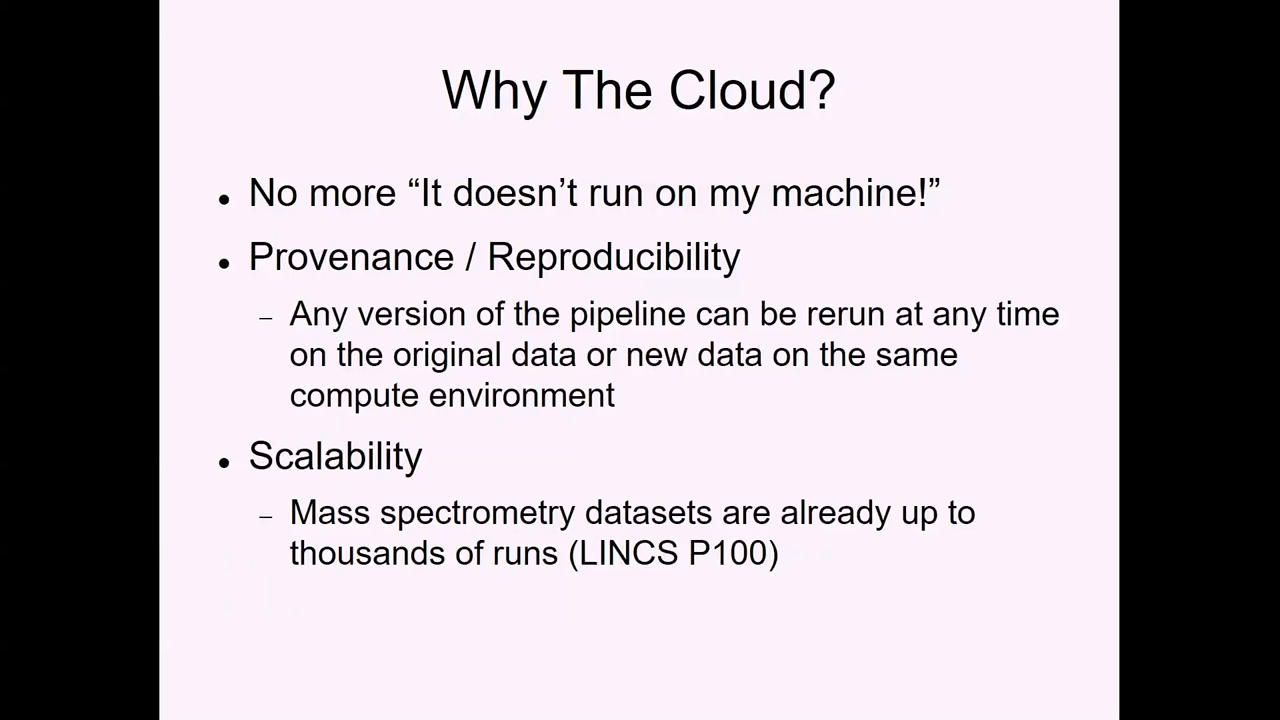 Why The Cloud?
● No more “It doesn’t run on my machine!”
● Provenance / Reproducibility
– Any version of the pipeline can be rerun at any time
on the original data or new data on the same
compute environment
● Scalability
– Mass spectrometry datasets are already up to
thousands of runs (LINCS P100)